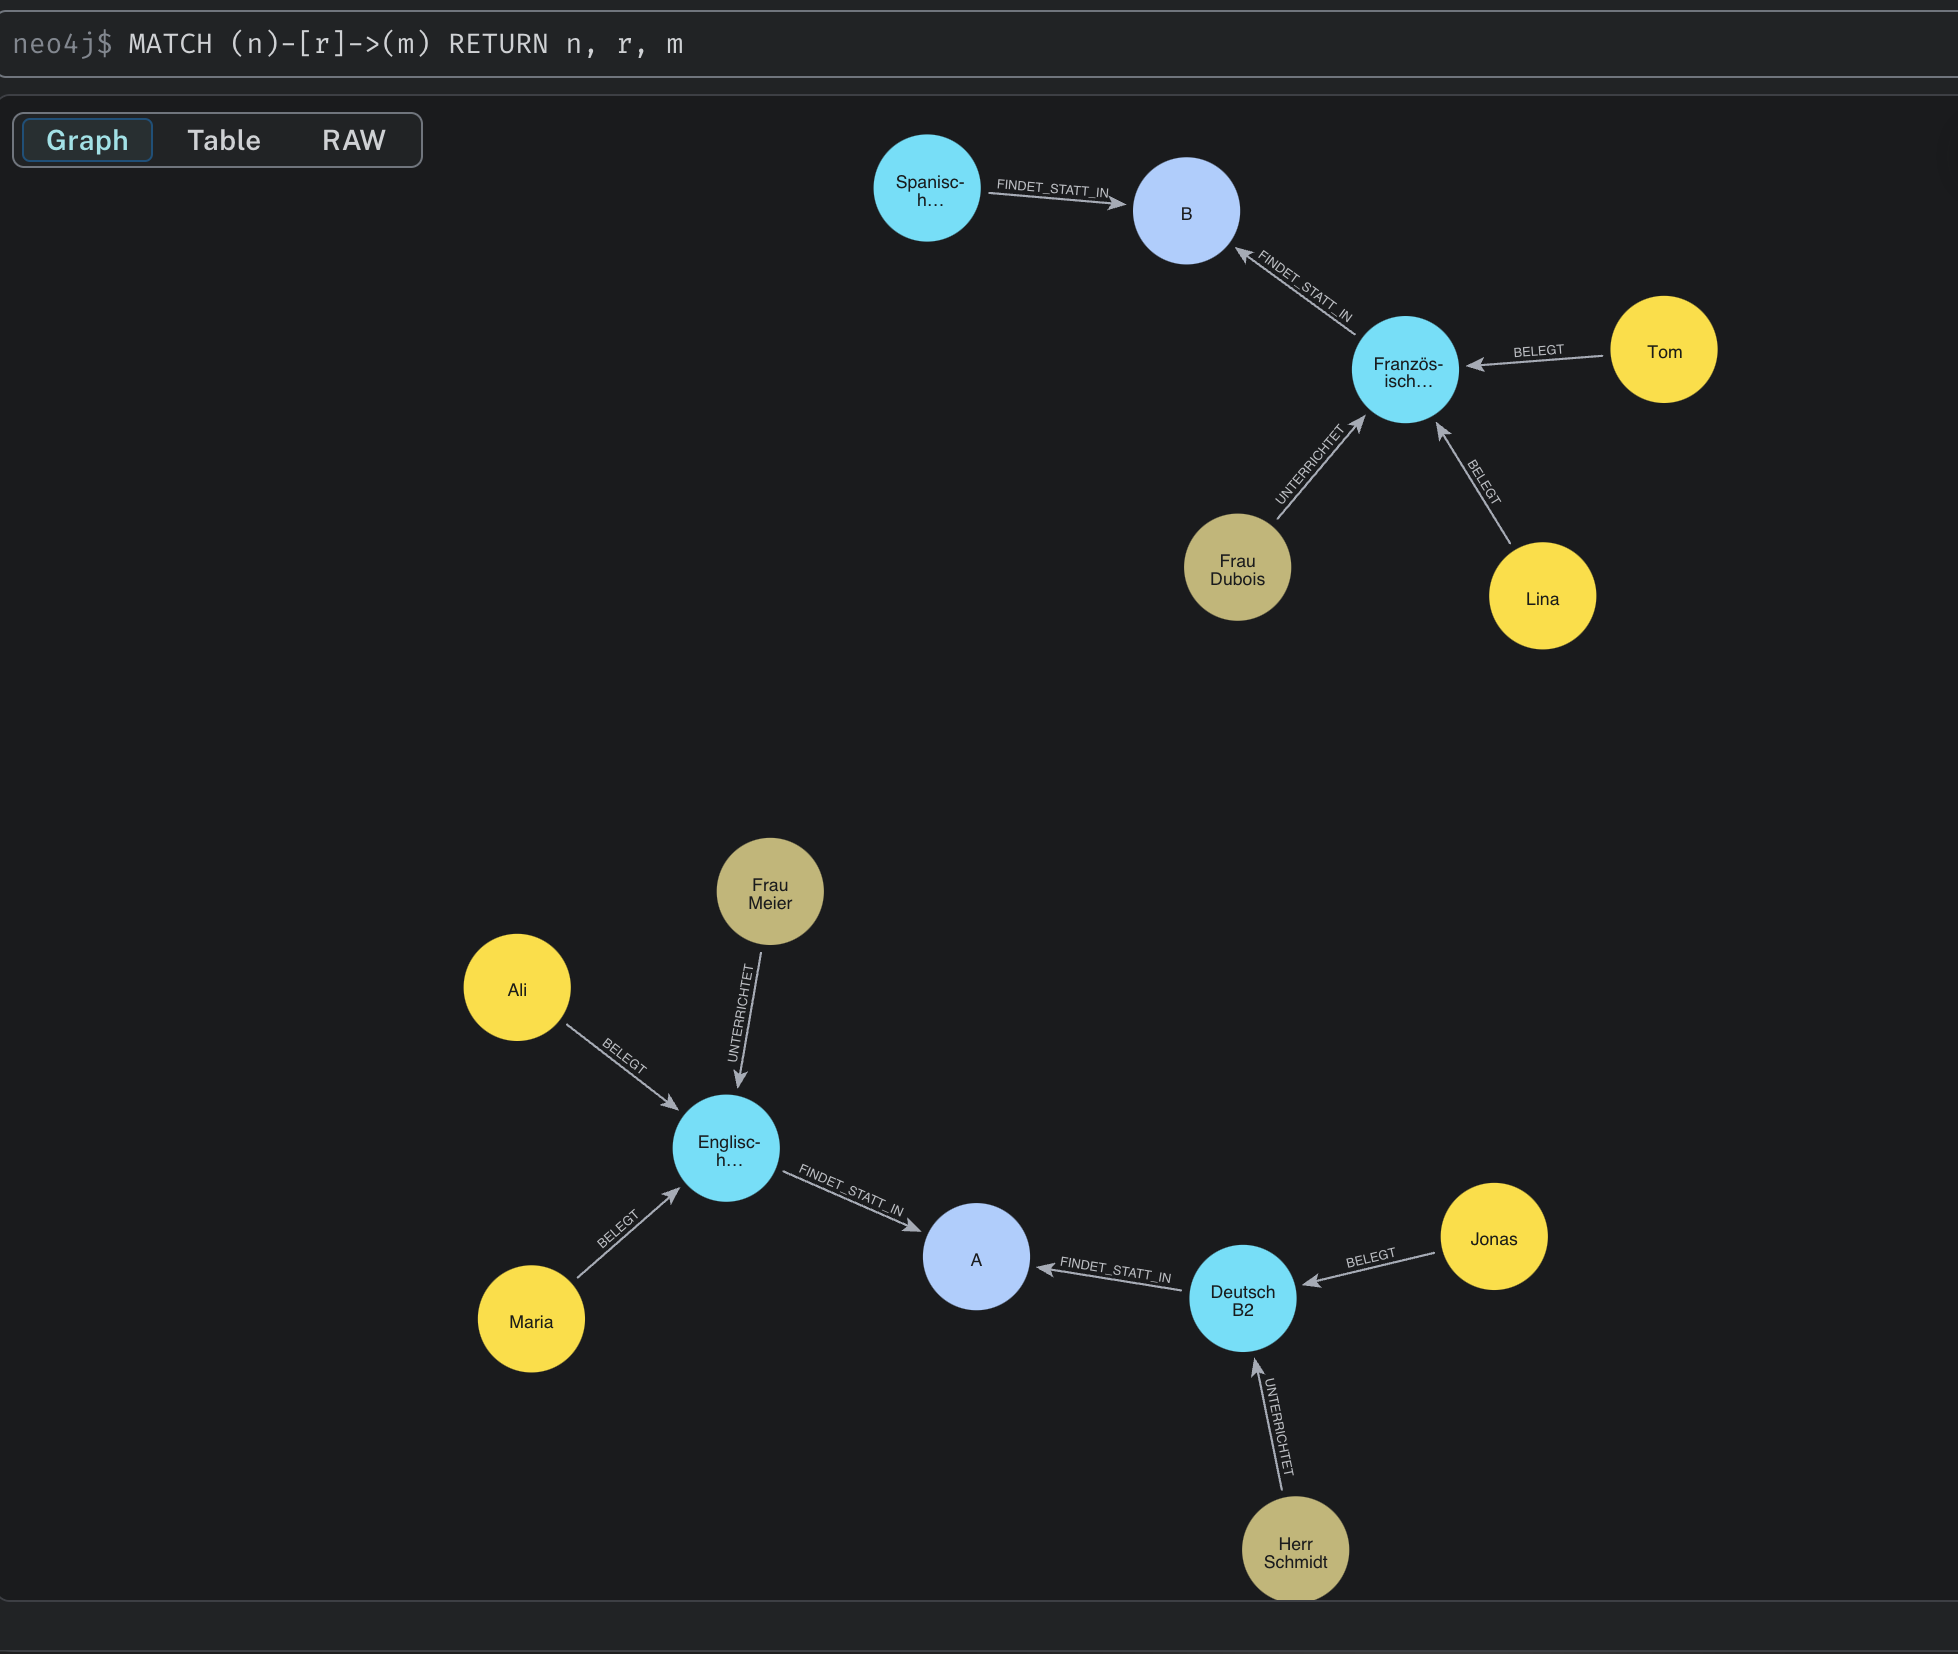 neo4j$ MATCH (n)-[r]->(m) RETURN n, r, m
Graph Table RAW
Spanisc-
h...
FINDET_STATT_IN
B
FINDET_STATT_IN
Französ-
isch...
BELEGT
Tom
UNTERRICHTET
BELEGT
Frau
Dubois
Lina
Frau
Meier
Ali
UNTERRICHTET
BELEGT
Englisc-
h...
FINDET_STATT_IN
BELEGT
Maria
A
FINDET_STATT_IN
Deutsch
B2
BELEGT
Jonas
UNTERRICHTET
Herr
Schmidt